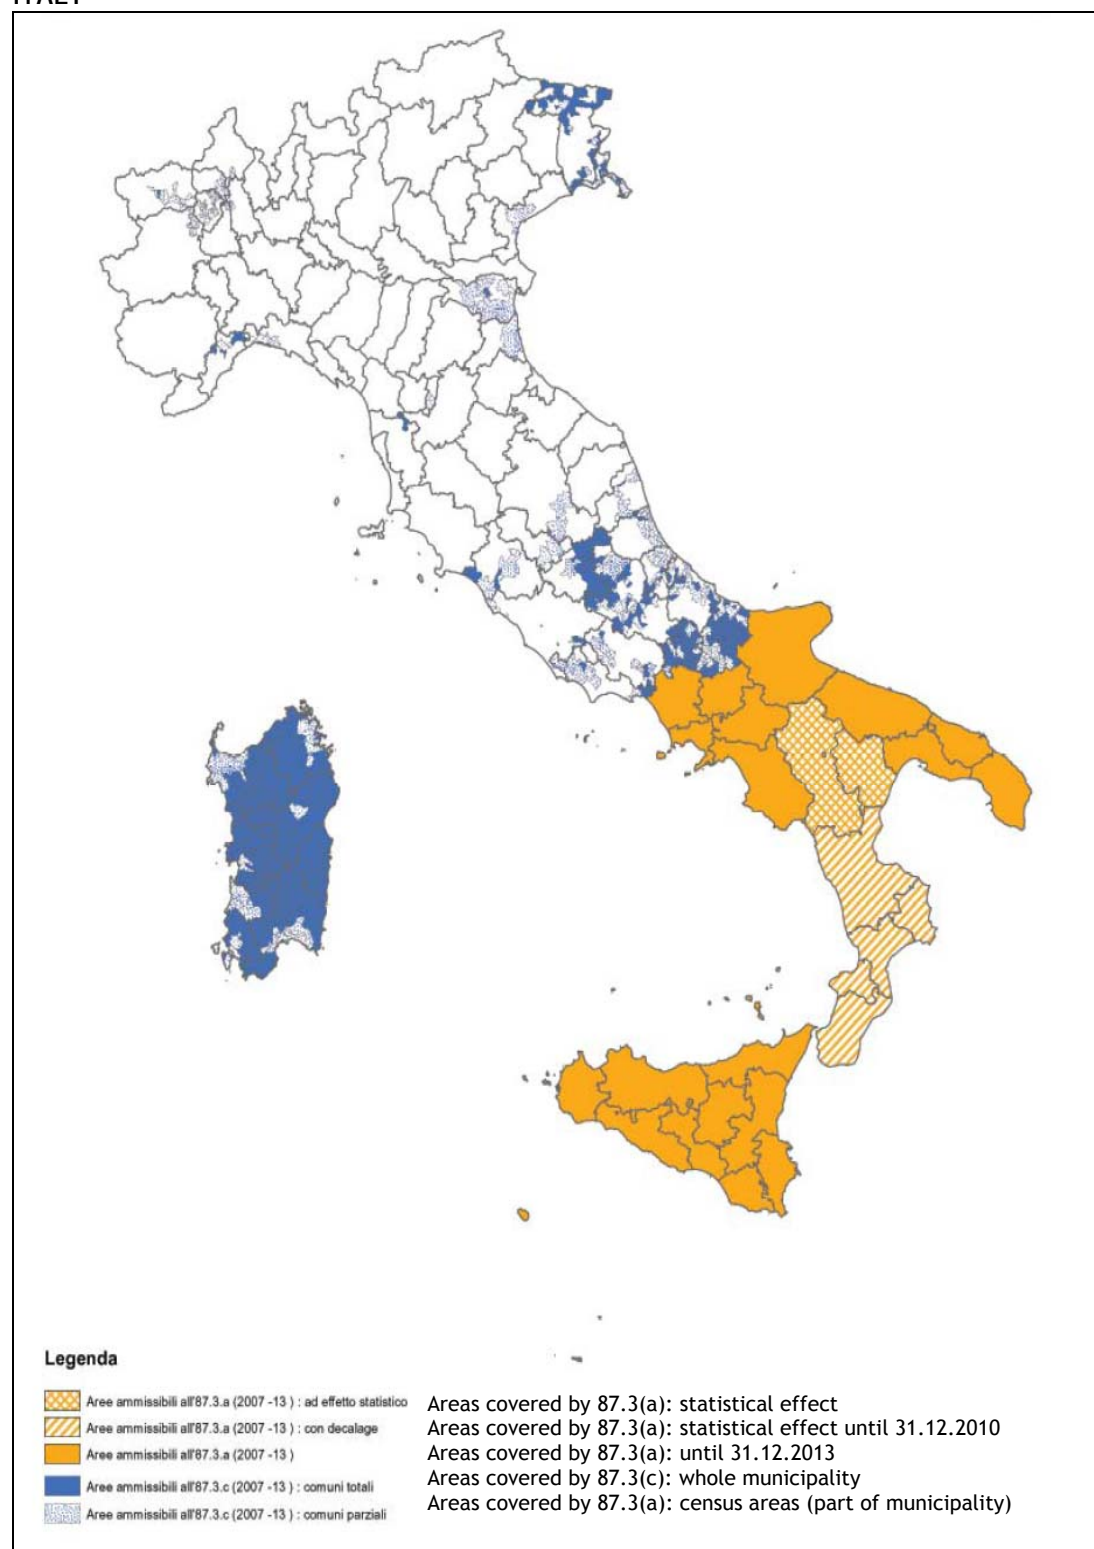 ITALY
Legenda
Aree ammissibili all'87.3.a (2007 -13 ) : ad effetto statistico
Aree ammissibili all'87.3.a (2007 -13 ) : con decalage
Aree ammissibili all'87.3.a (2007 -13 )
Aree ammissibili all'87.3.c (2007 -13 ) : comuni totali
Aree ammissibili all'87.3.c (2007 -13 ) : comuni parziali
Areas covered by 87.3(a): statistical effect
Areas covered by 87.3(a): statistical effect until 31.12.2010
Areas covered by 87.3(a): until 31.12.2013
Areas covered by 87.3(c): whole municipality
Areas covered by 87.3(a): census areas (part of municipality)